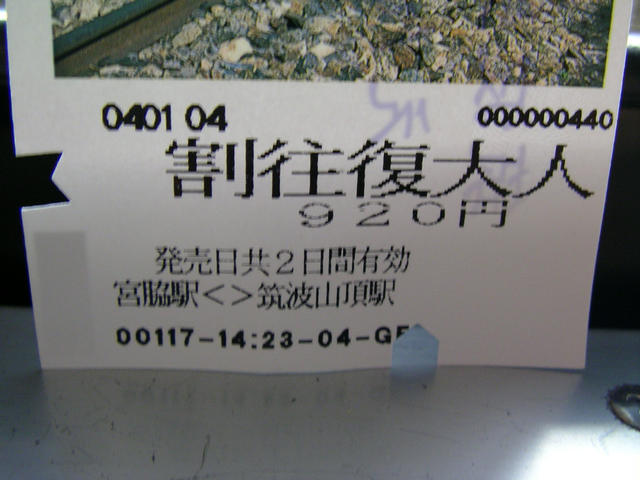 0401 04 000000440
割往復大人
920円
発売日共2日間有効
宮脇駅<>筑波山頂駅
00117-14:23-04-G